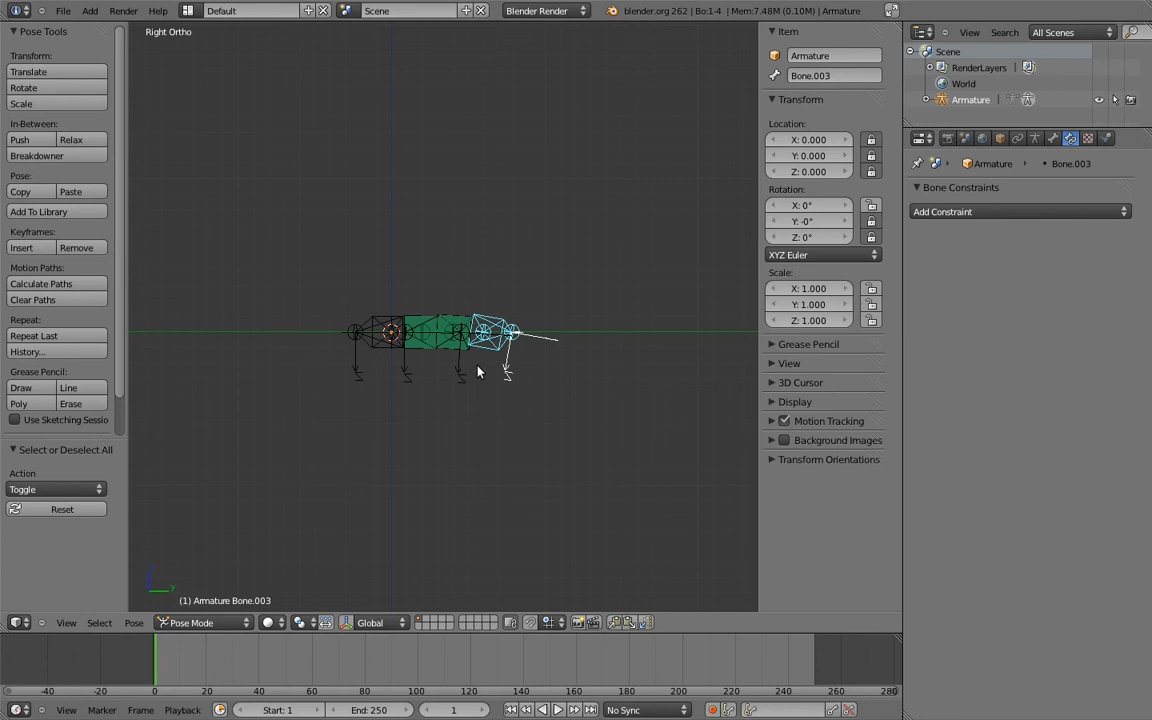 File Add Render Help Default Scene Blender Render blender.org 262 | Bo:1-4 | Mem:7.48M (0.10M) | Armature
Pose Tools
Transform:
Translate
Rotate
Scale
In-Between:
Push Relax
Breakdowner
Pose:
Copy Paste
Add To Library
Keyframes:
Insert Remove
Motion Paths:
Calculate Paths
Clear Paths
Repeat:
Repeat Last
History...
Grease Pencil:
Draw Line
Poly Erase
Use Sketching Sessio
Select or Deselect All
Action
Toggle
Reset
Right Ortho
z
y
(1) Armature Bone.003
Item
Armature
Bone.003
Transform
Location:
X: 0.000
Y: 0.000
Z: 0.000
Rotation:
X: 0°
Y: -0°
Z: 0°
XYZ Euler
Scale:
X: 1.000
Y: 1.000
Z: 1.000
Grease Pencil
View
3D Cursor
Display
Motion Tracking
Background Images
Transform Orientations
View Search All Scenes
Scene
RenderLayers |
World
Armature |
Armature Bone.003
Bone Constraints
Add Constraint
View Select Pose Pose Mode Global
-40 -20 0 20 40 60 80 100 120 140 160 180 200 220 240 260 280
View Marker Frame Playback Start: 1 End: 250 1 No Sync